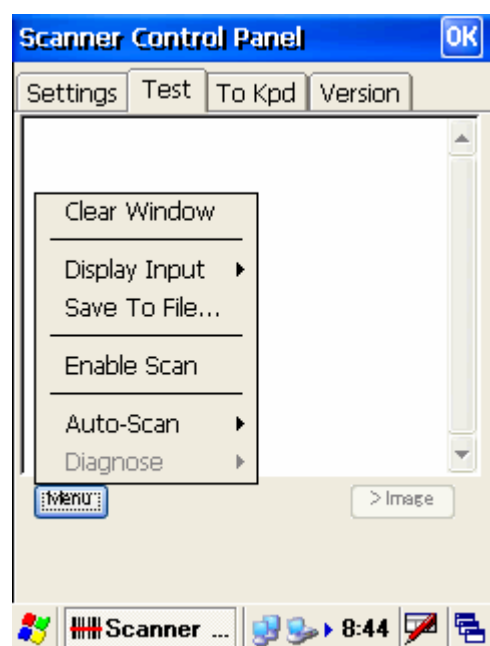 Scanner Control Panel OK
Settings Test To Kpd Version
Clear Window
Display Input
Save To File...
Enable Scan
Auto-Scan
Diagnose
Menu > Image
Scanner ... 8:44